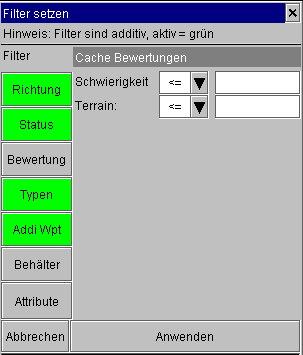 Filter setzen
Hinweis: Filter sind additiv, aktiv = grün
Filter
Cache Bewertungen
Richtung
Schwierigkeit <=
Terrain: <=
Status
Bewertung
Typen
Addi Wpt
Behälter
Attribute
Abbrechen
Anwenden